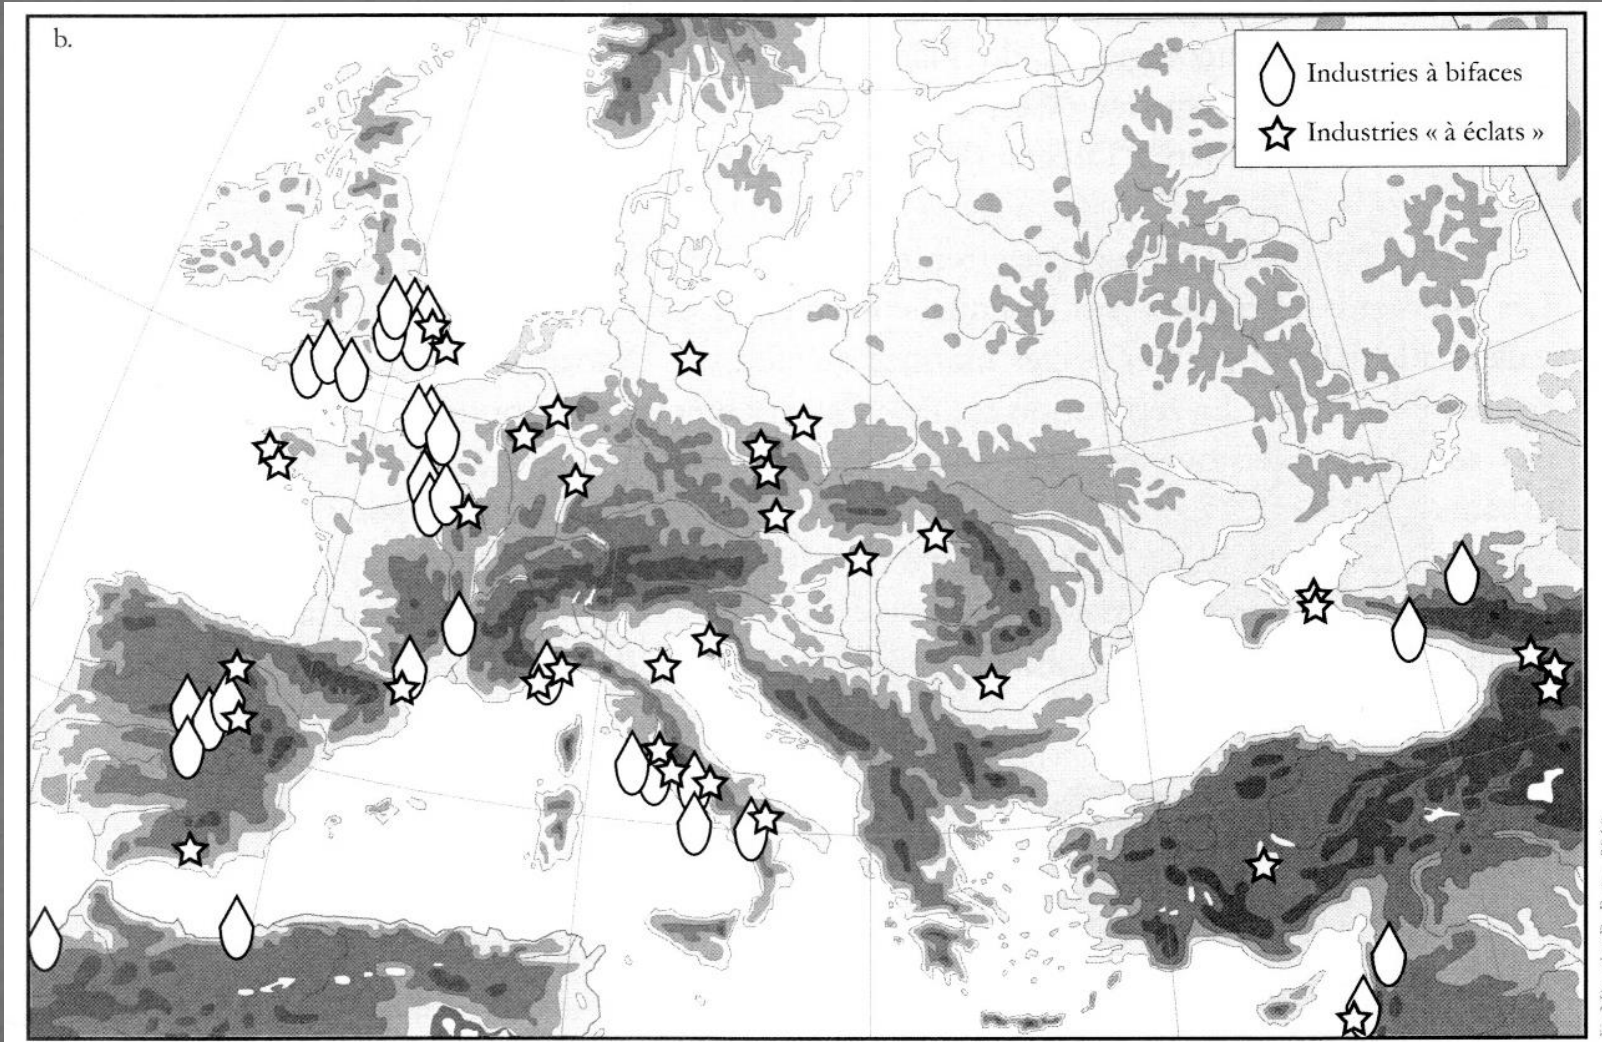 b.
Industries à bifaces
Industries « à éclats »